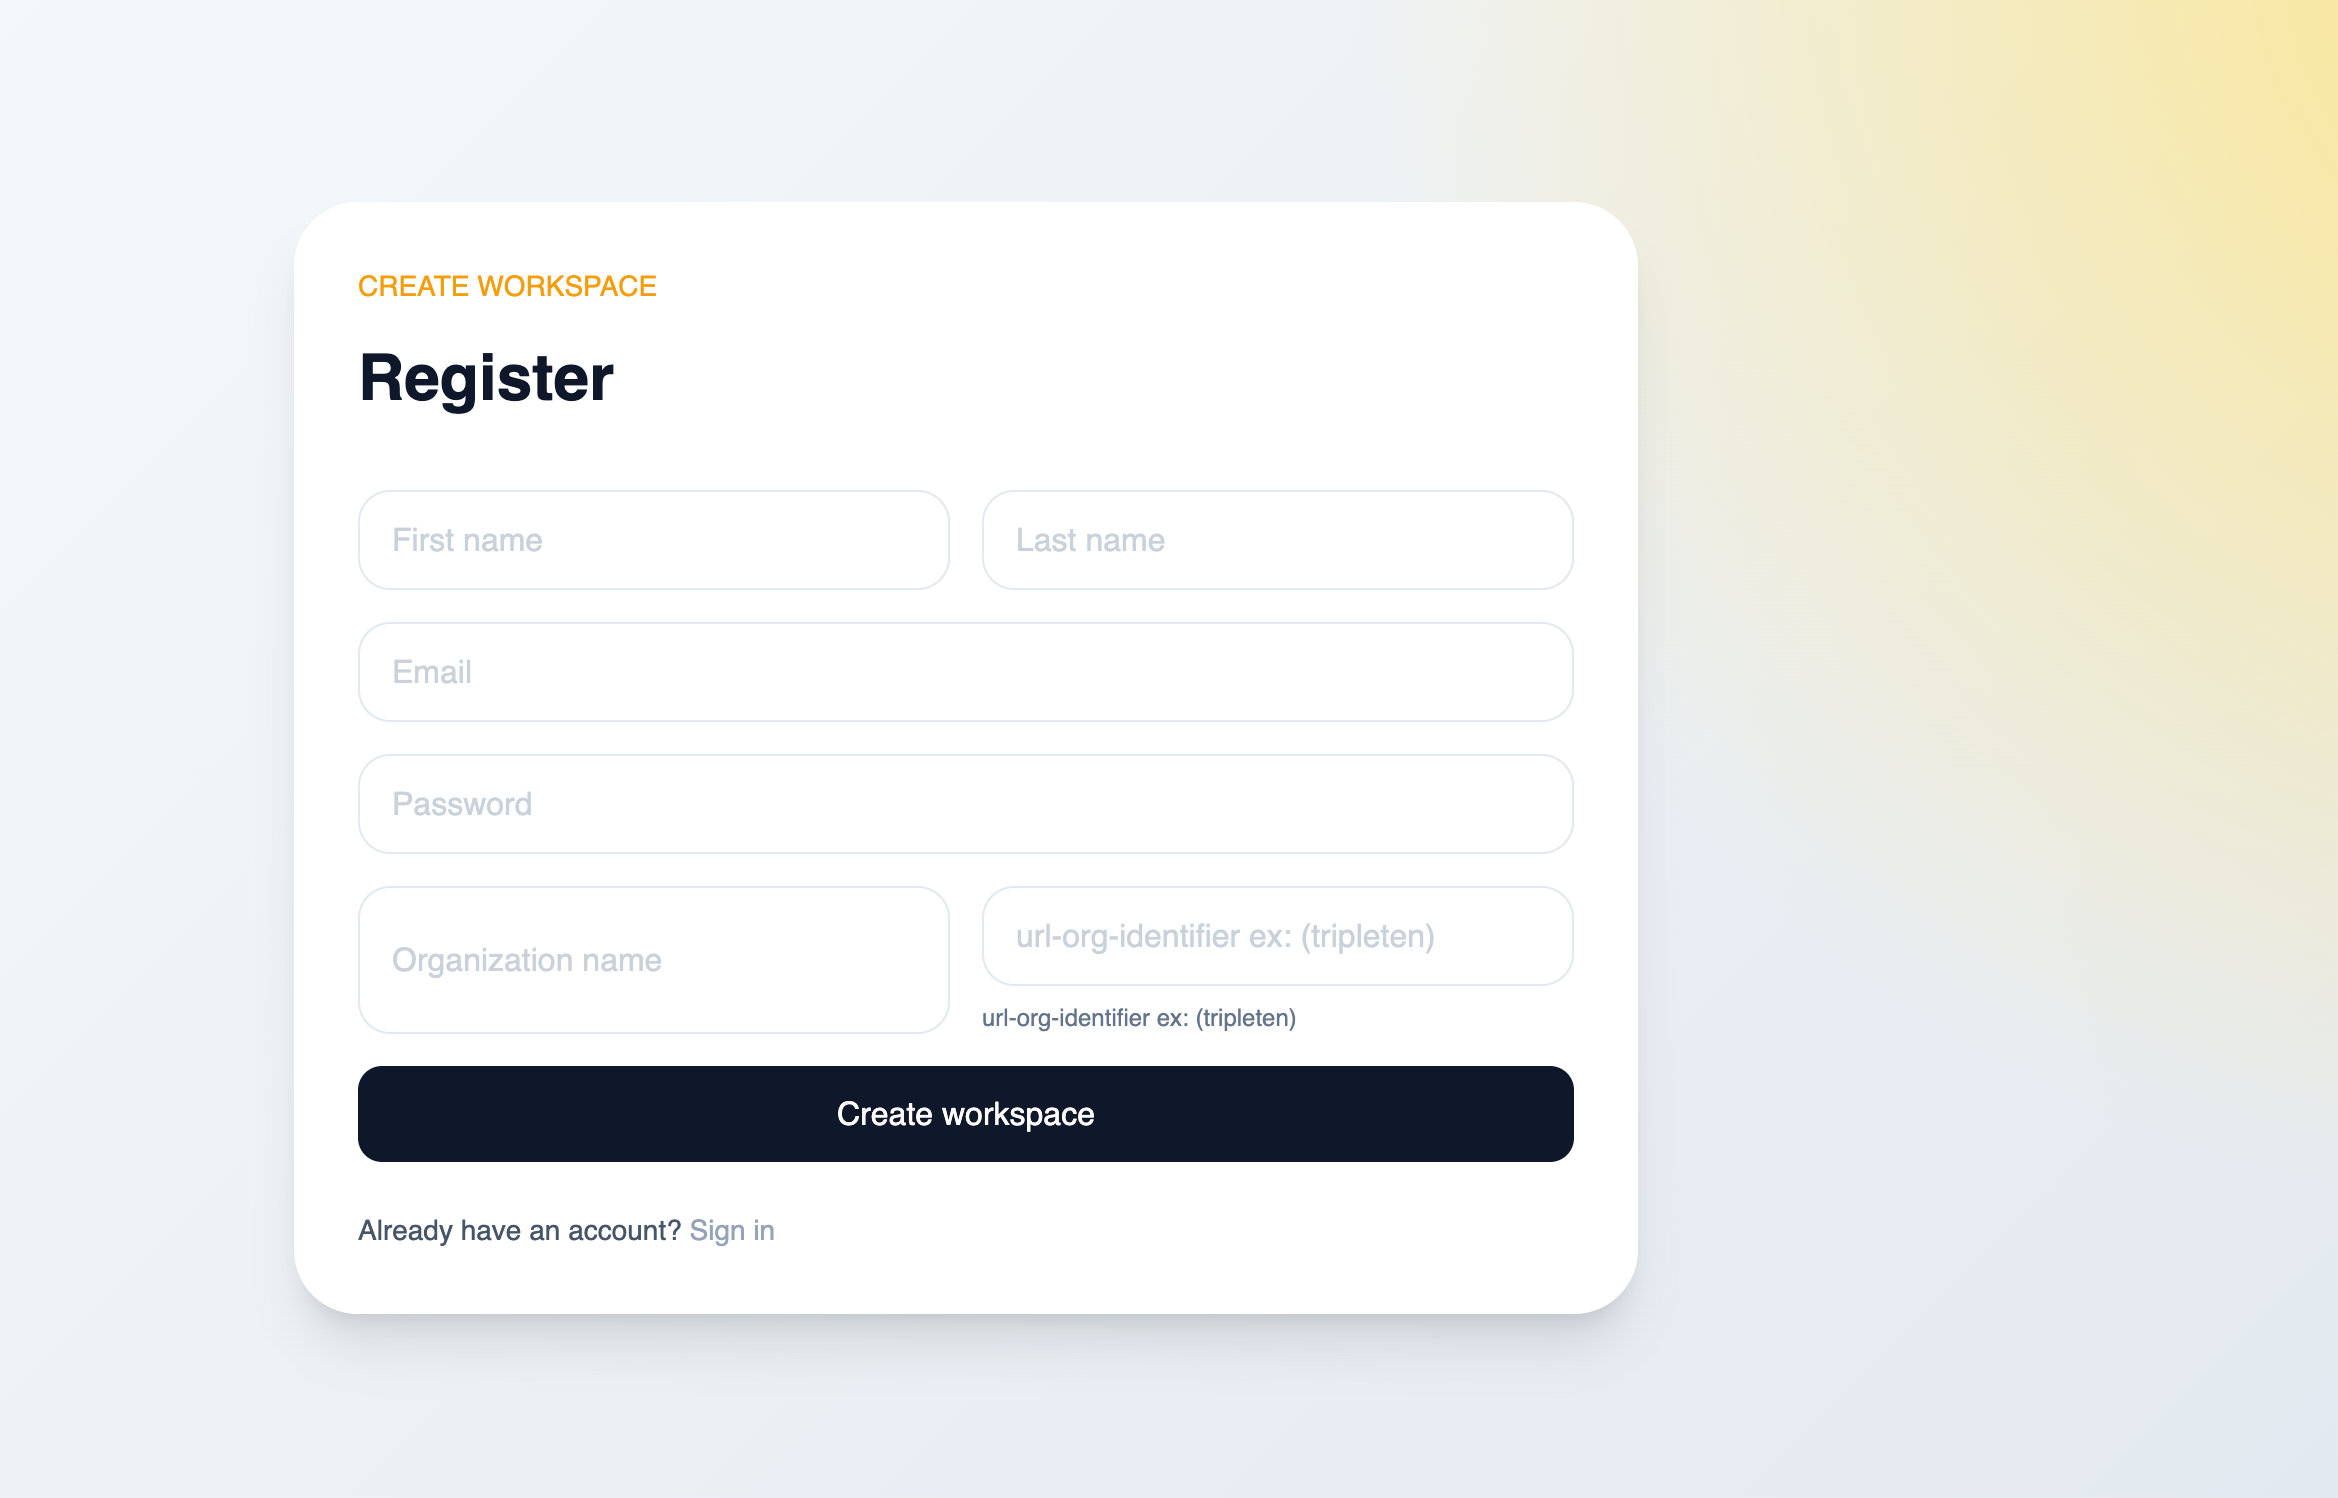 CREATE WORKSPACE
Register
First name
Last name
Email
Password
Organization name
url-org-identifier ex: (tripleten)
url-org-identifier ex: (tripleten)
Create workspace
Already have an account? Sign in